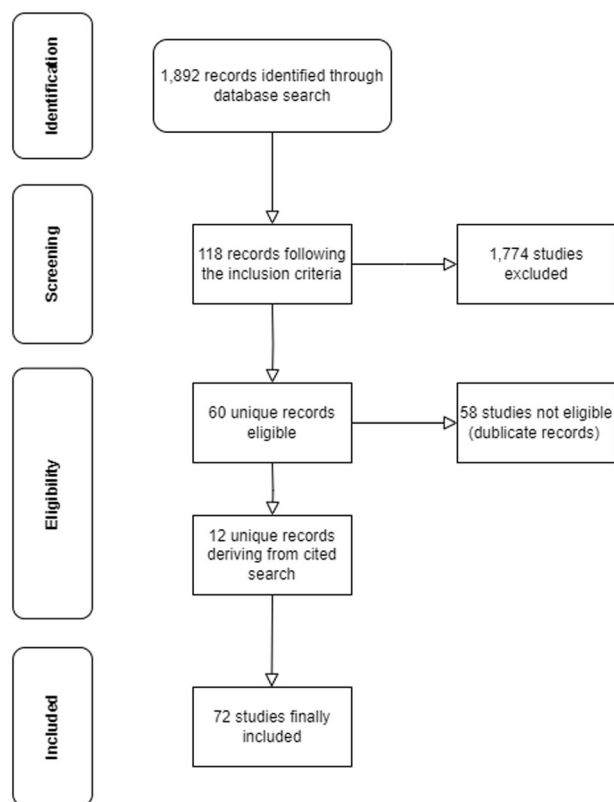 Identification
1,892 records identified through
database search
Screening
118 records following
the inclusion criteria
1,774 studies
excluded
Eligibility
60 unique records
eligible
58 studies not eligible
(dublicate records)
12 unique records
deriving from cited
search
Included
72 studies finally
included